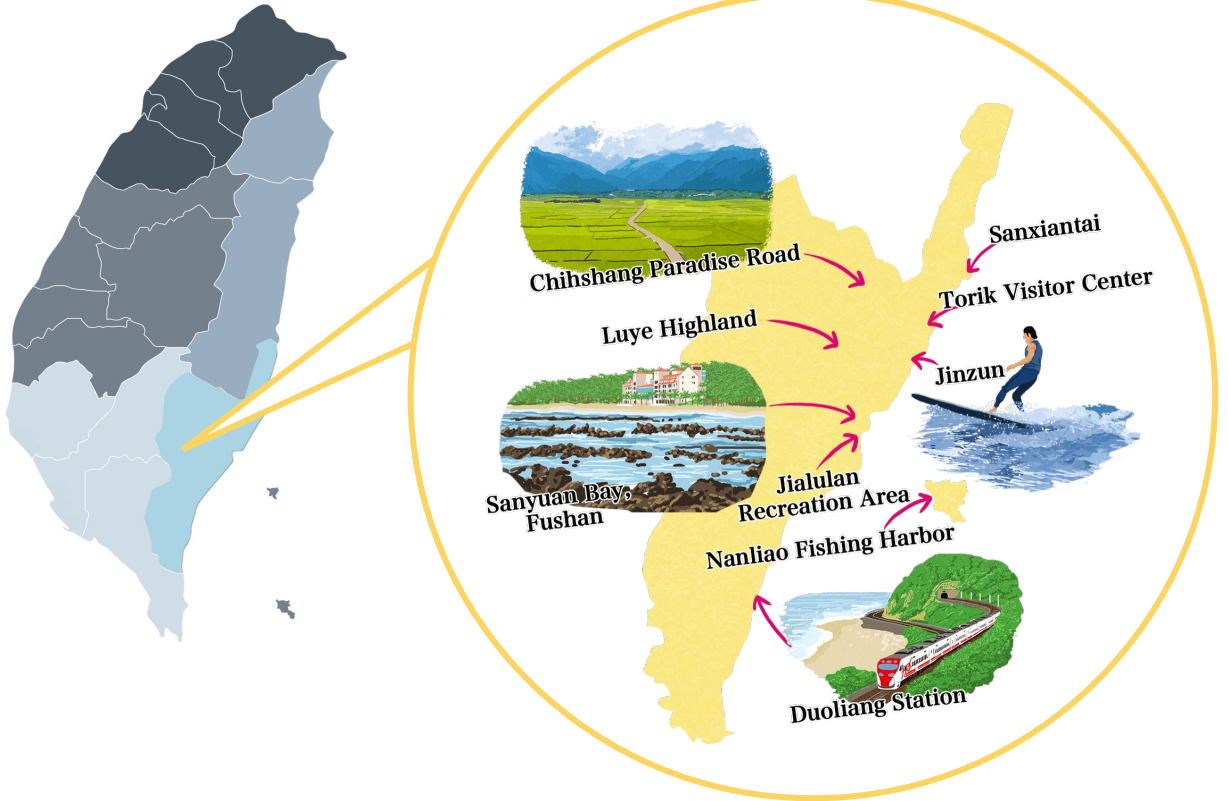 Chihshang Paradise Road
Sanxiantai
Torik Visitor Center
Luye Highland
Jinzun
Sanyuan Bay,
Fushan
Jialulan
Recreation Area
Nanliao Fishing Harbor
Duoliang Station